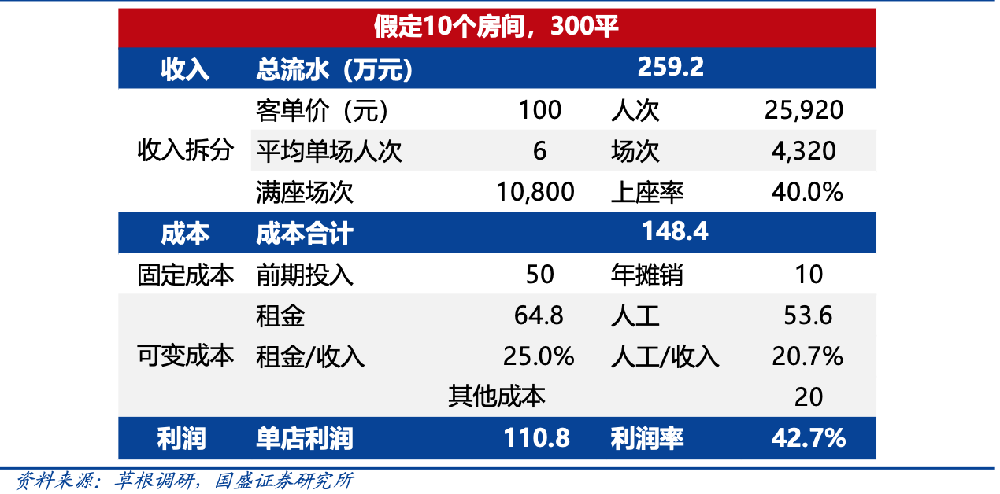 假定10个房间，300平
收入 总流水（万元） 259.2
客单价（元） 100 人次 25,920
收入拆分 平均单场人次 6 场次 4,320
满座场次 10,800 上座率 40.0%
成本 成本合计 148.4
固定成本 前期投入 50 年摊销 10
租金 64.8 人工 53.6
可变成本 租金/收入 25.0% 人工/收入 20.7%
其他成本 20
利润 单店利润 110.8 利润率 42.7%
资料来源：草根调研，国盛证券研究所